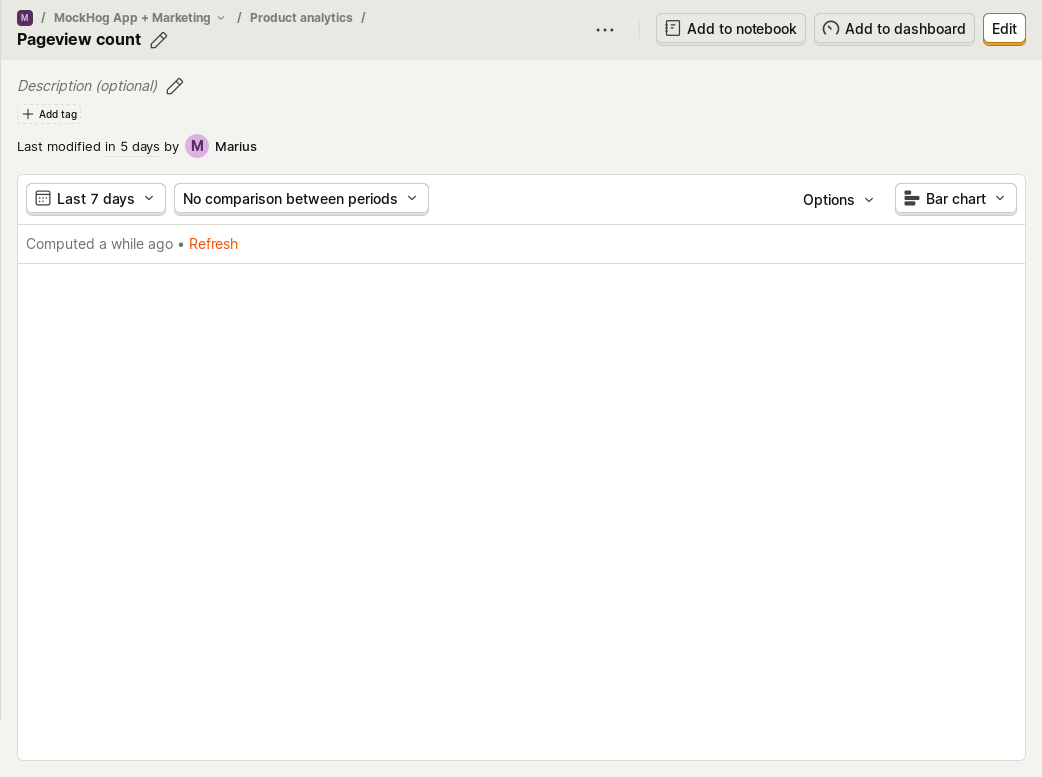 M / MockHog App + Marketing / Product analytics /
Pageview count
Add to notebook
Add to dashboard
Edit
Description (optional)
Add tag
Last modified in 5 days by M Marius
Last 7 days
No comparison between periods
Options
Bar chart
Computed a while ago • Refresh